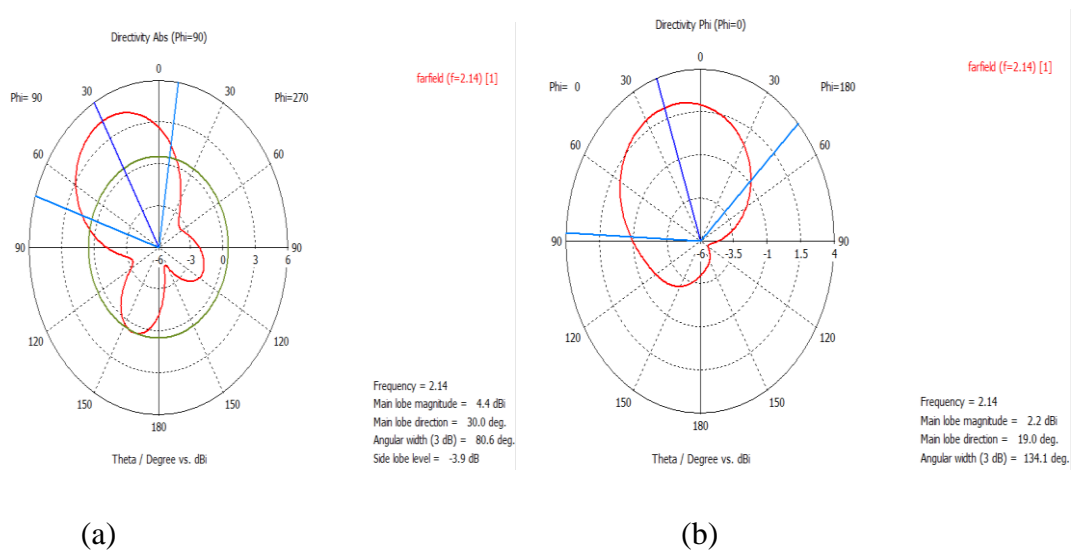 Directivity Abs (Phi=90)
farfield (f=2.14) [1]
0
30
30
Phi= 90
Phi=270
60
60
90
-6
-3
0
3
6
90
120
120
150
150
180
Frequency = 2.14
Main lobe magnitude = 4.4 dBi
Main lobe direction = 30.0 deg.
Angular width (3 dB) = 80.6 deg.
Side lobe level = -3.9 dB
Theta / Degree vs. dBi
(a)
Directivity Phi (Phi=0)
farfield (f=2.14) [1]
0
30
30
Phi= 0
Phi=180
60
60
90
-6
-3.5
-1
1.5
4
90
120
120
150
150
180
Frequency = 2.14
Main lobe magnitude = 2.2 dBi
Main lobe direction = 19.0 deg.
Angular width (3 dB) = 134.1 deg.
Theta / Degree vs. dBi
(b)